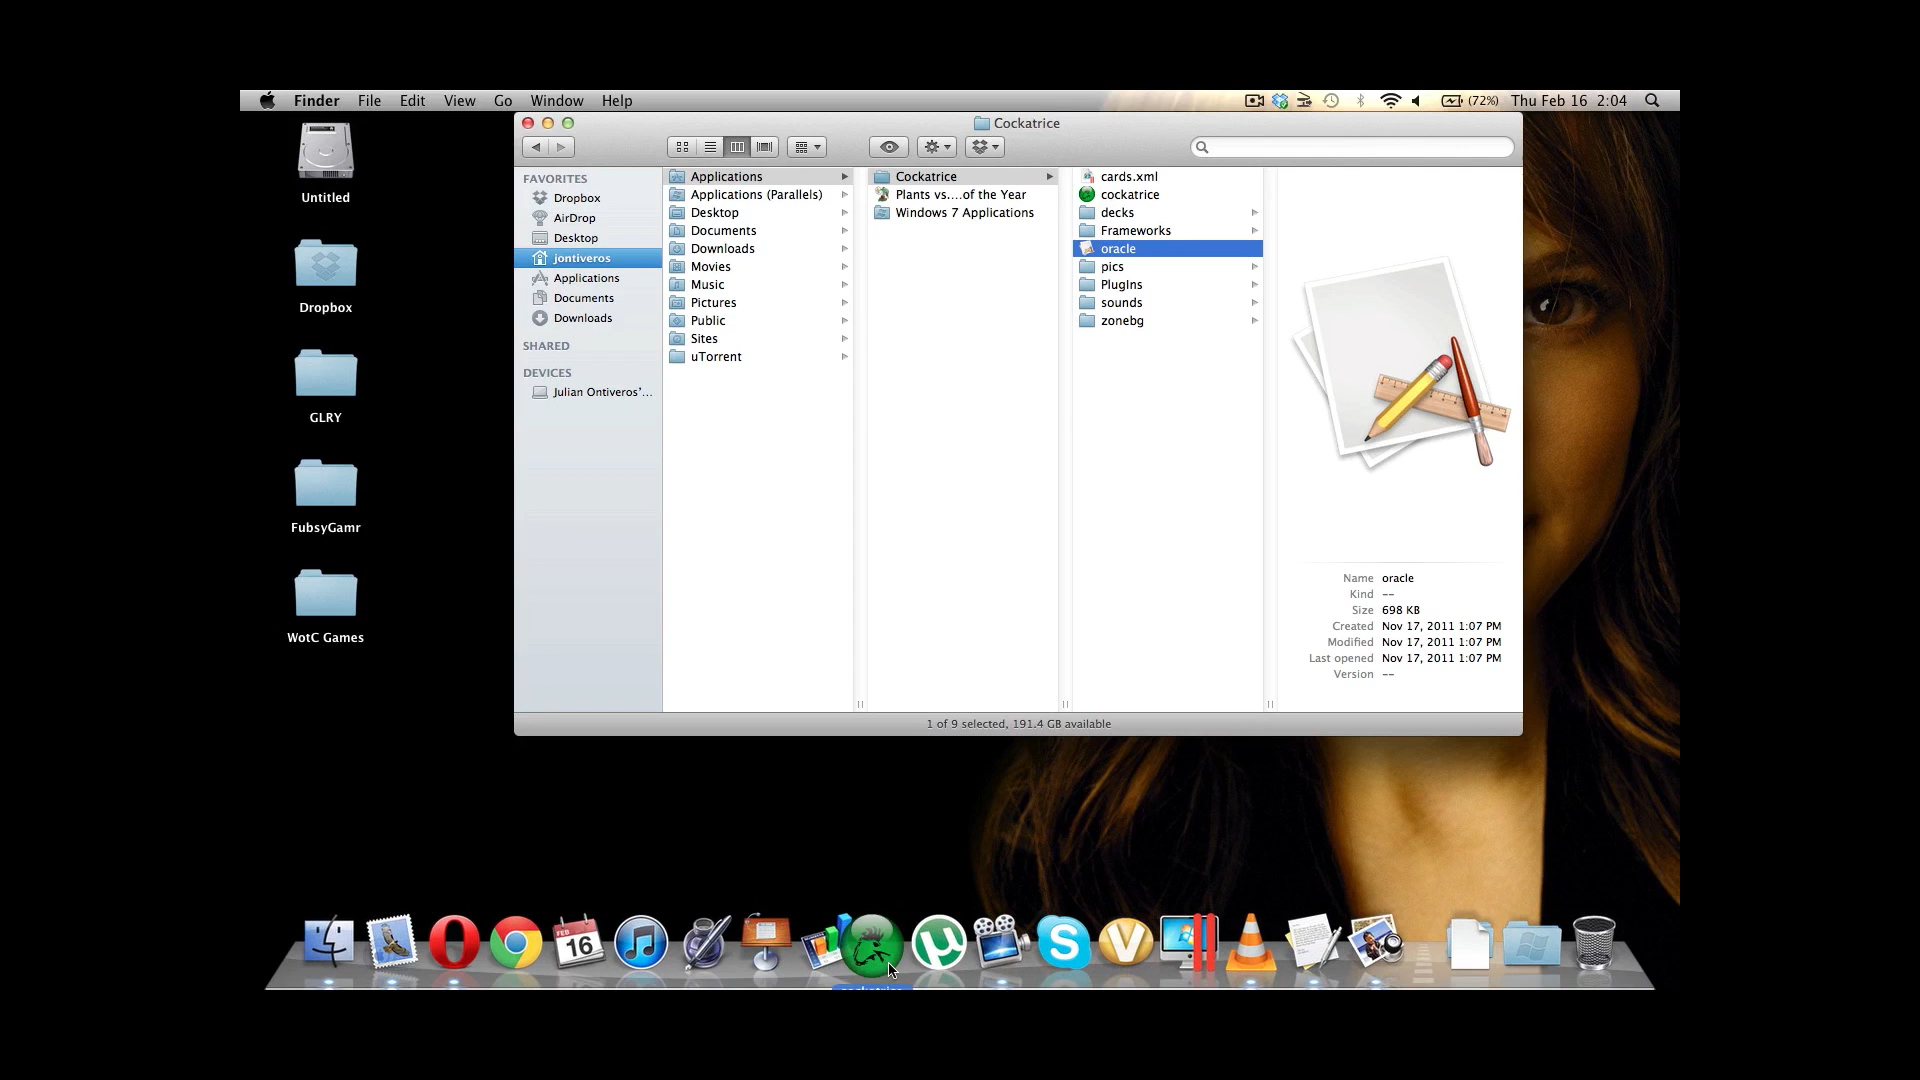 Finder File Edit View Go Window Help (72%) Thu Feb 16 2:04
Cockatrice
Untitled
Dropbox
GLRY
FubsyGamr
WotC Games
FAVORITES
Dropbox
AirDrop
Desktop
jontiveros
Applications
Documents
Downloads
SHARED
DEVICES
Julian Ontiveros'...
Applications
Applications (Parallels)
Desktop
Documents
Downloads
Movies
Music
Pictures
Public
Sites
uTorrent
Cockatrice
Plants vs....of the Year
Windows 7 Applications
cards.xml
cockatrice
decks
Frameworks
oracle
pics
PlugIns
sounds
zonebg
Name oracle
Kind --
Size 698 KB
Created Nov 17, 2011 1:07 PM
Modified Nov 17, 2011 1:07 PM
Last opened Nov 17, 2011 1:07 PM
Version --
1 of 9 selected, 191.4 GB available
FEB
16